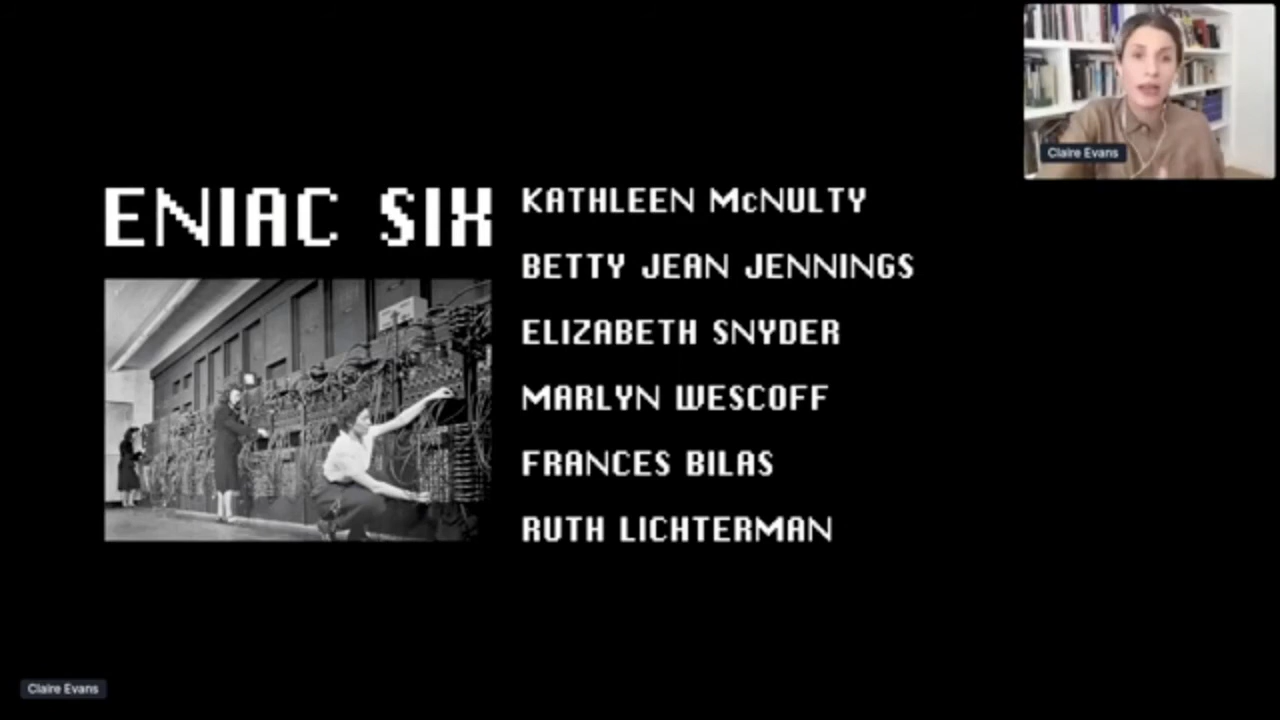 Claire Evans
ENIAC SIX
KATHLEEN McNULTY
BETTY JEAN JENNINGS
ELIZABETH SNYDER
MARLYN WESCOFF
FRANCES BILAS
RUTH LICHTERMAN
Claire Evans